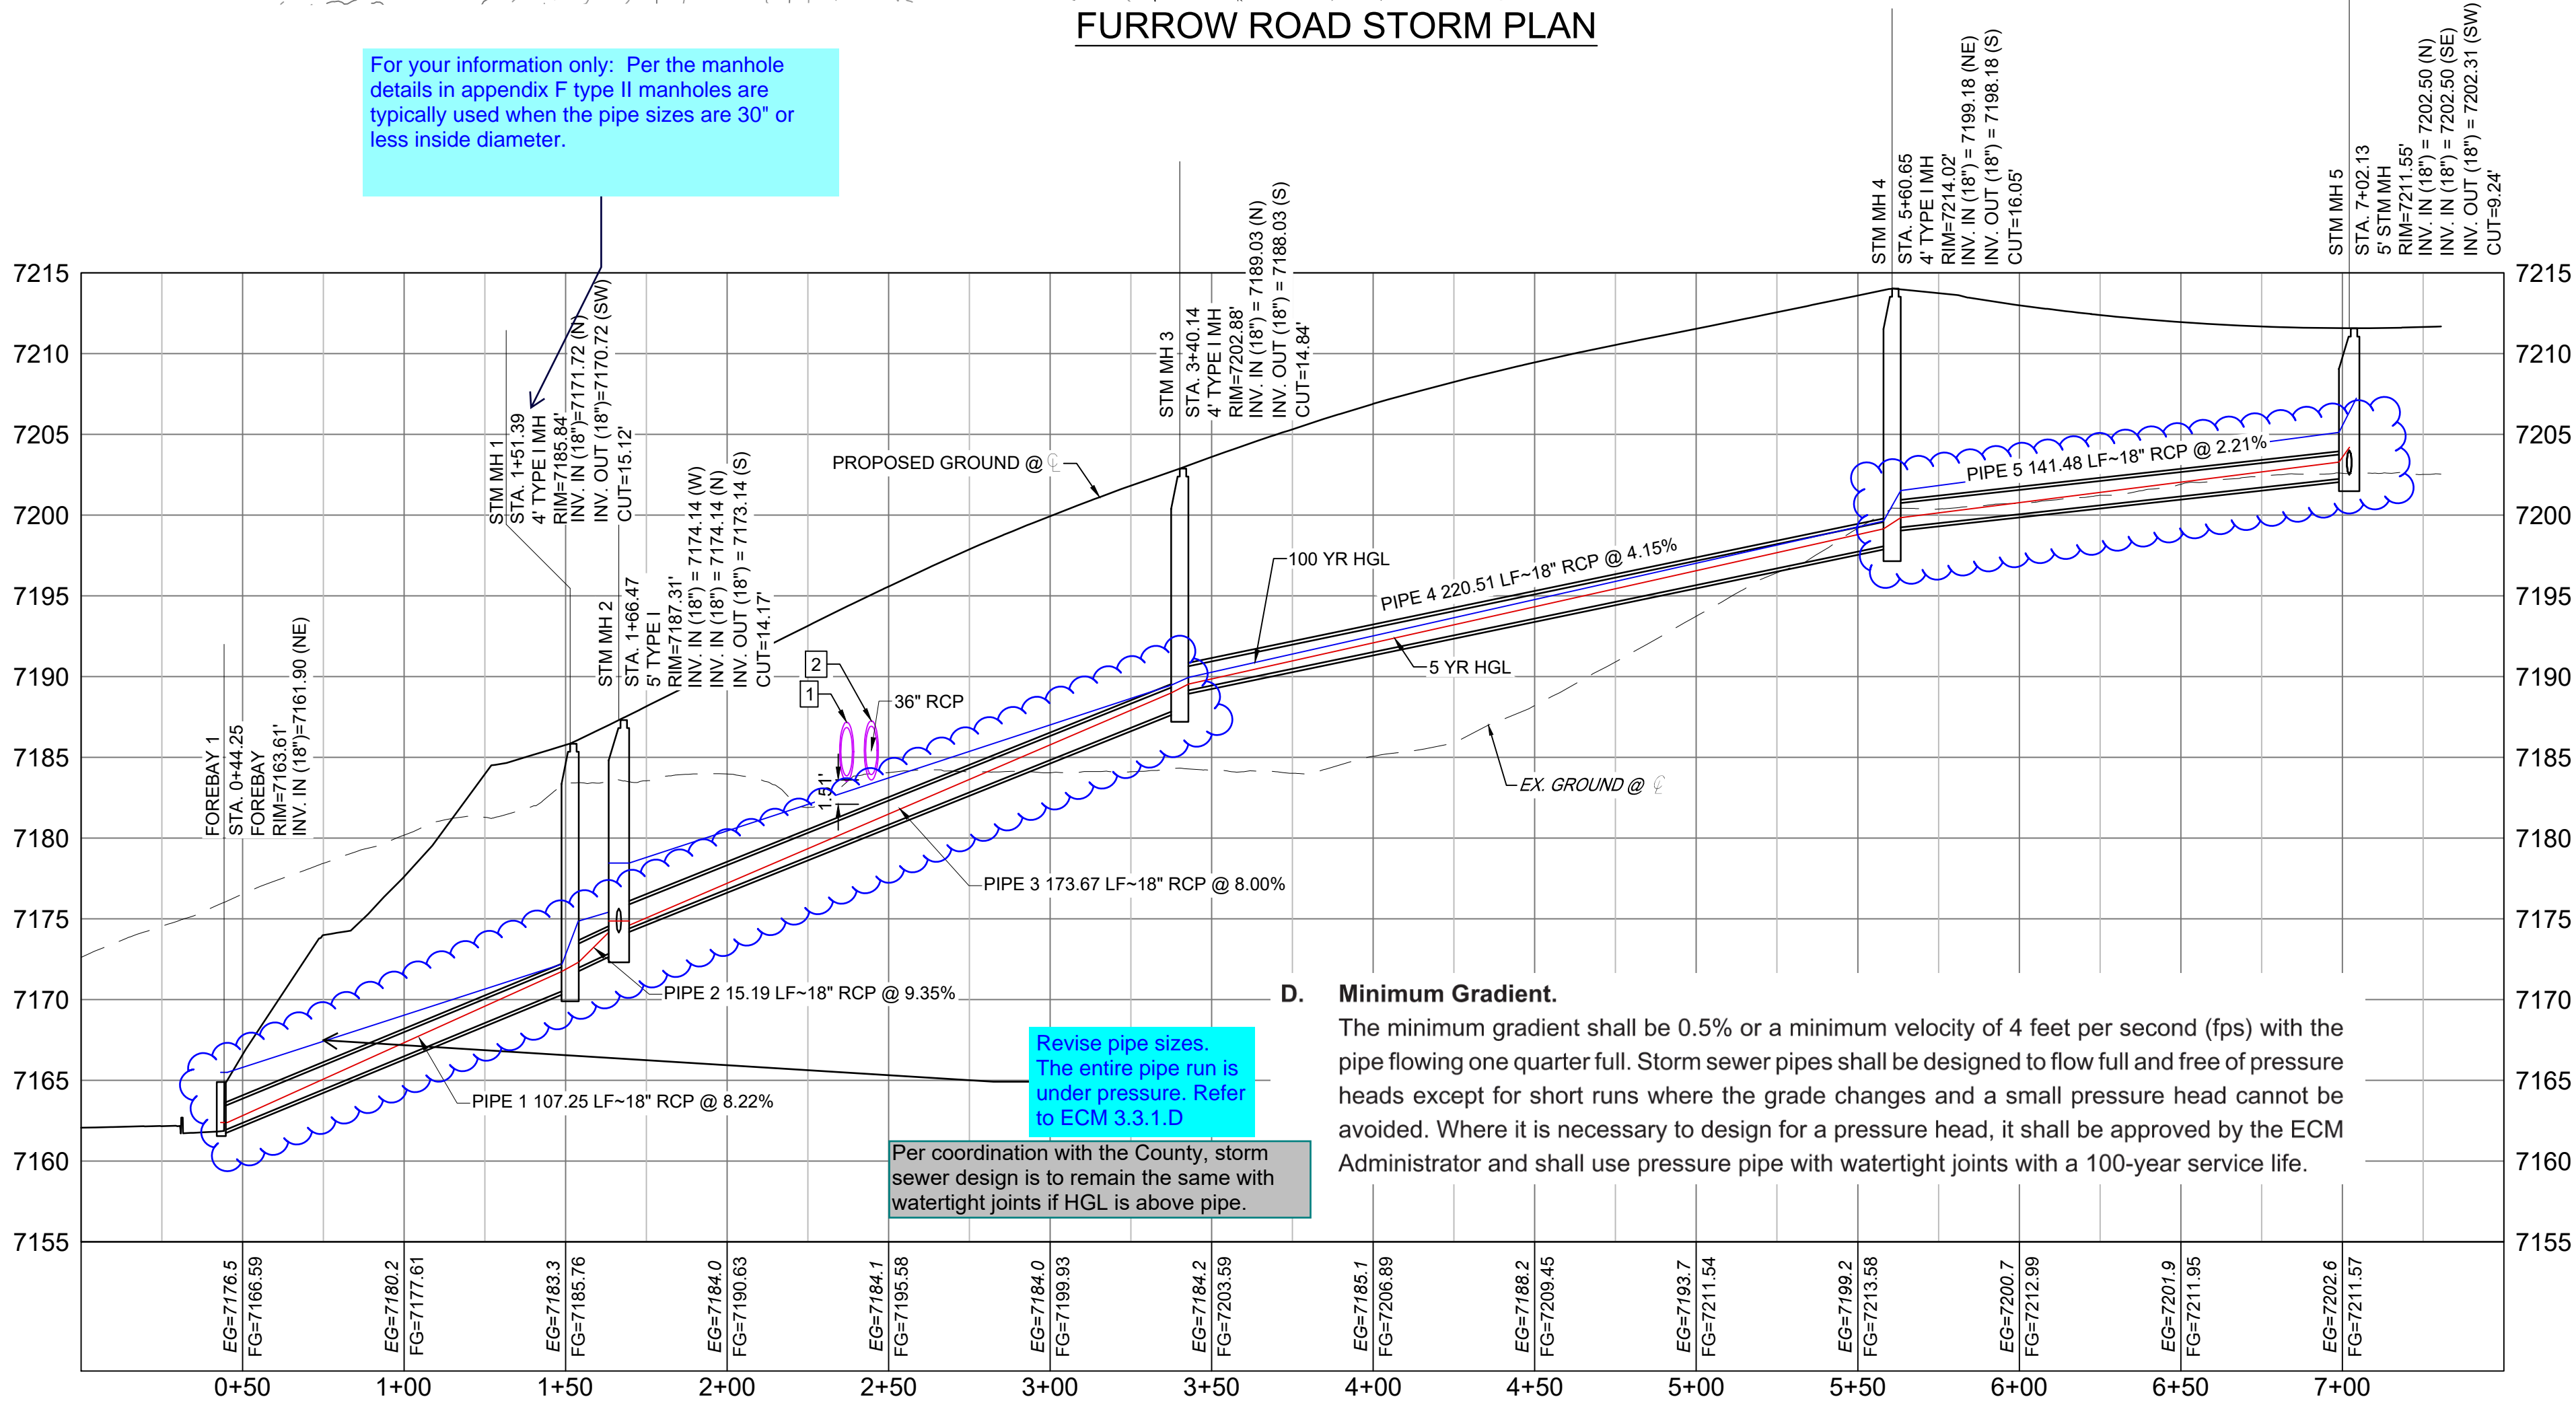 FURROW ROAD STORM PLAN
For your information only: Per the manhole
details in appendix F type II manholes are
typically used when the pipe sizes are 30" or
less inside diameter.
FOREBAY 1
STA. 0+44.25
FOREBAY
RIM=7163.61'
INV. IN (18")=7161.90 (NE)
STM MH 1
STA. 1+51.39
4' TYPE I MH
RIM=7185.84'
INV. IN (18")=7171.72 (N)
INV. OUT (18")=7170.72 (SW)
CUT=15.12'
STM MH 2
STA. 1+66.47
5' TYPE I
RIM=7187.31'
INV. IN (18") = 7174.14 (W)
INV. IN (18") = 7174.14 (N)
INV. OUT (18") = 7173.14 (S)
CUT=14.17'
STM MH 3
STA. 3+40.14
4' TYPE I MH
RIM=7202.88'
INV. IN (18") = 7189.03 (N)
INV. OUT (18") = 7188.03 (S)
CUT=14.84'
STM MH 4
STA. 5+60.65
4' TYPE I MH
RIM=7214.02'
INV. IN (18") = 7199.18 (NE)
INV. OUT (18") = 7198.18 (S)
CUT=16.05'
STM MH 5
STA. 7+02.13
5' STM MH
RIM=7211.55'
INV. IN (18") = 7202.50 (N)
INV. IN (18") = 7202.50 (SE)
INV. OUT (18") = 7202.31 (SW)
CUT=9.24'
7215
7210
7205
7200
7195
7190
7185
7180
7175
7170
7165
7160
7155
7215
7210
7205
7200
7195
7190
7185
7180
7175
7170
7165
7160
7155
PROPOSED GROUND @ ℄
2
1
36" RCP
1.51'
100 YR HGL
5 YR HGL
PIPE 4 220.51 LF~18" RCP @ 4.15%
PIPE 5 141.48 LF~18" RCP @ 2.21%
EX. GROUND @ ℄
PIPE 3 173.67 LF~18" RCP @ 8.00%
PIPE 2 15.19 LF~18" RCP @ 9.35%
PIPE 1 107.25 LF~18" RCP @ 8.22%
Revise pipe sizes.
The entire pipe run is
under pressure. Refer
to ECM 3.3.1.D
Per coordination with the County, storm
sewer design is to remain the same with
watertight joints if HGL is above pipe.
D. Minimum Gradient.
The minimum gradient shall be 0.5% or a minimum velocity of 4 feet per second (fps) with the
pipe flowing one quarter full. Storm sewer pipes shall be designed to flow full and free of pressure
heads except for short runs where the grade changes and a small pressure head cannot be
avoided. Where it is necessary to design for a pressure head, it shall be approved by the ECM
Administrator and shall use pressure pipe with watertight joints with a 100-year service life.
EG=7176.5
FG=7166.59
EG=7180.2
FG=7177.61
EG=7183.3
FG=7185.76
EG=7184.0
FG=7190.63
EG=7184.1
FG=7195.58
EG=7184.0
FG=7199.93
EG=7184.2
FG=7203.59
EG=7185.1
FG=7206.89
EG=7188.2
FG=7209.45
EG=7193.7
FG=7211.54
EG=7199.2
FG=7213.58
EG=7200.7
FG=7212.99
EG=7201.9
FG=7211.95
EG=7202.6
FG=7211.57
0+50
1+00
1+50
2+00
2+50
3+00
3+50
4+00
4+50
5+00
5+50
6+00
6+50
7+00